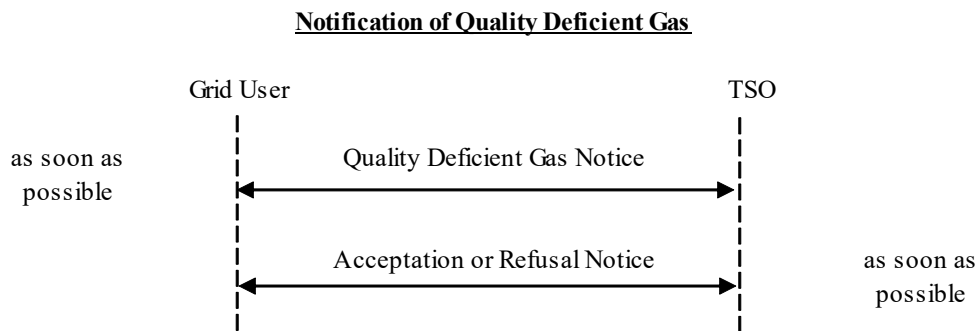 Notification of Quality Deficient Gas
Grid User
TSO
as soon as
possible
Quality Deficient Gas Notice
Acceptation or Refusal Notice
as soon as
possible